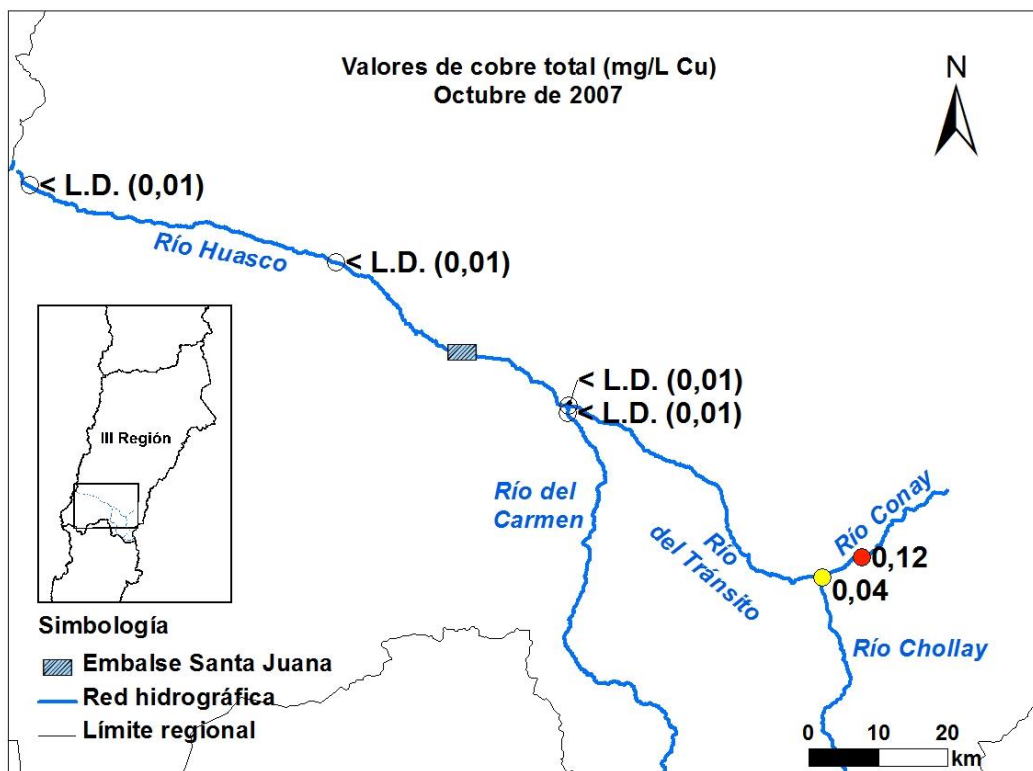 Valores de cobre total (mg/L Cu)
Octubre de 2007
N
< L.D. (0,01)
Río Huasco
< L.D. (0,01)
< L.D. (0,01)
< L.D. (0,01)
III Región
Río del
Carmen
Río
del Tránsito
Río Conay
0,12
0,04
Río Chollay
Simbología
Embalse Santa Juana
Red hidrográfica
Límite regional
0 10 20
km